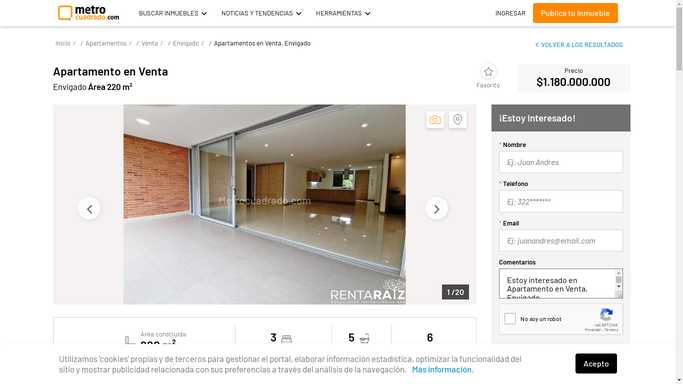 metro
cuadrado.com
BUSCAR INMUEBLES
NOTICIAS Y TENDENCIAS
HERRAMIENTAS
INGRESAR
Publica tu Inmueble
Inicio / / Apartamentos / / Venta / / Envigado / / Apartamentos en Venta, Envigado
VOLVER A LOS RESULTADOS
Apartamento en Venta
Envigado Área 220 m²
Favorito
Precio
$1.180.000.000
Metrocuadrado.com
RENTARAÍZ
1 / 20
¡Estoy Interesado!
* Nombre
Ej: Juan Andres
* Telefono
Ej: 322*******
* Email
Ej: juanandres@email.com
Comentarios
Estoy interesado en
Apartamento en Venta,
Envigado
No soy un robot
reCAPTCHA
Privacidad - Términos
Área construida
3
5
6
Utilizamos 'cookies' propias y de terceros para gestionar el portal, elaborar información estadística, optimizar la funcionalidad del
sitio y mostrar publicidad relacionada con sus preferencias a través del análisis de la navegación. Más información.
Acepto